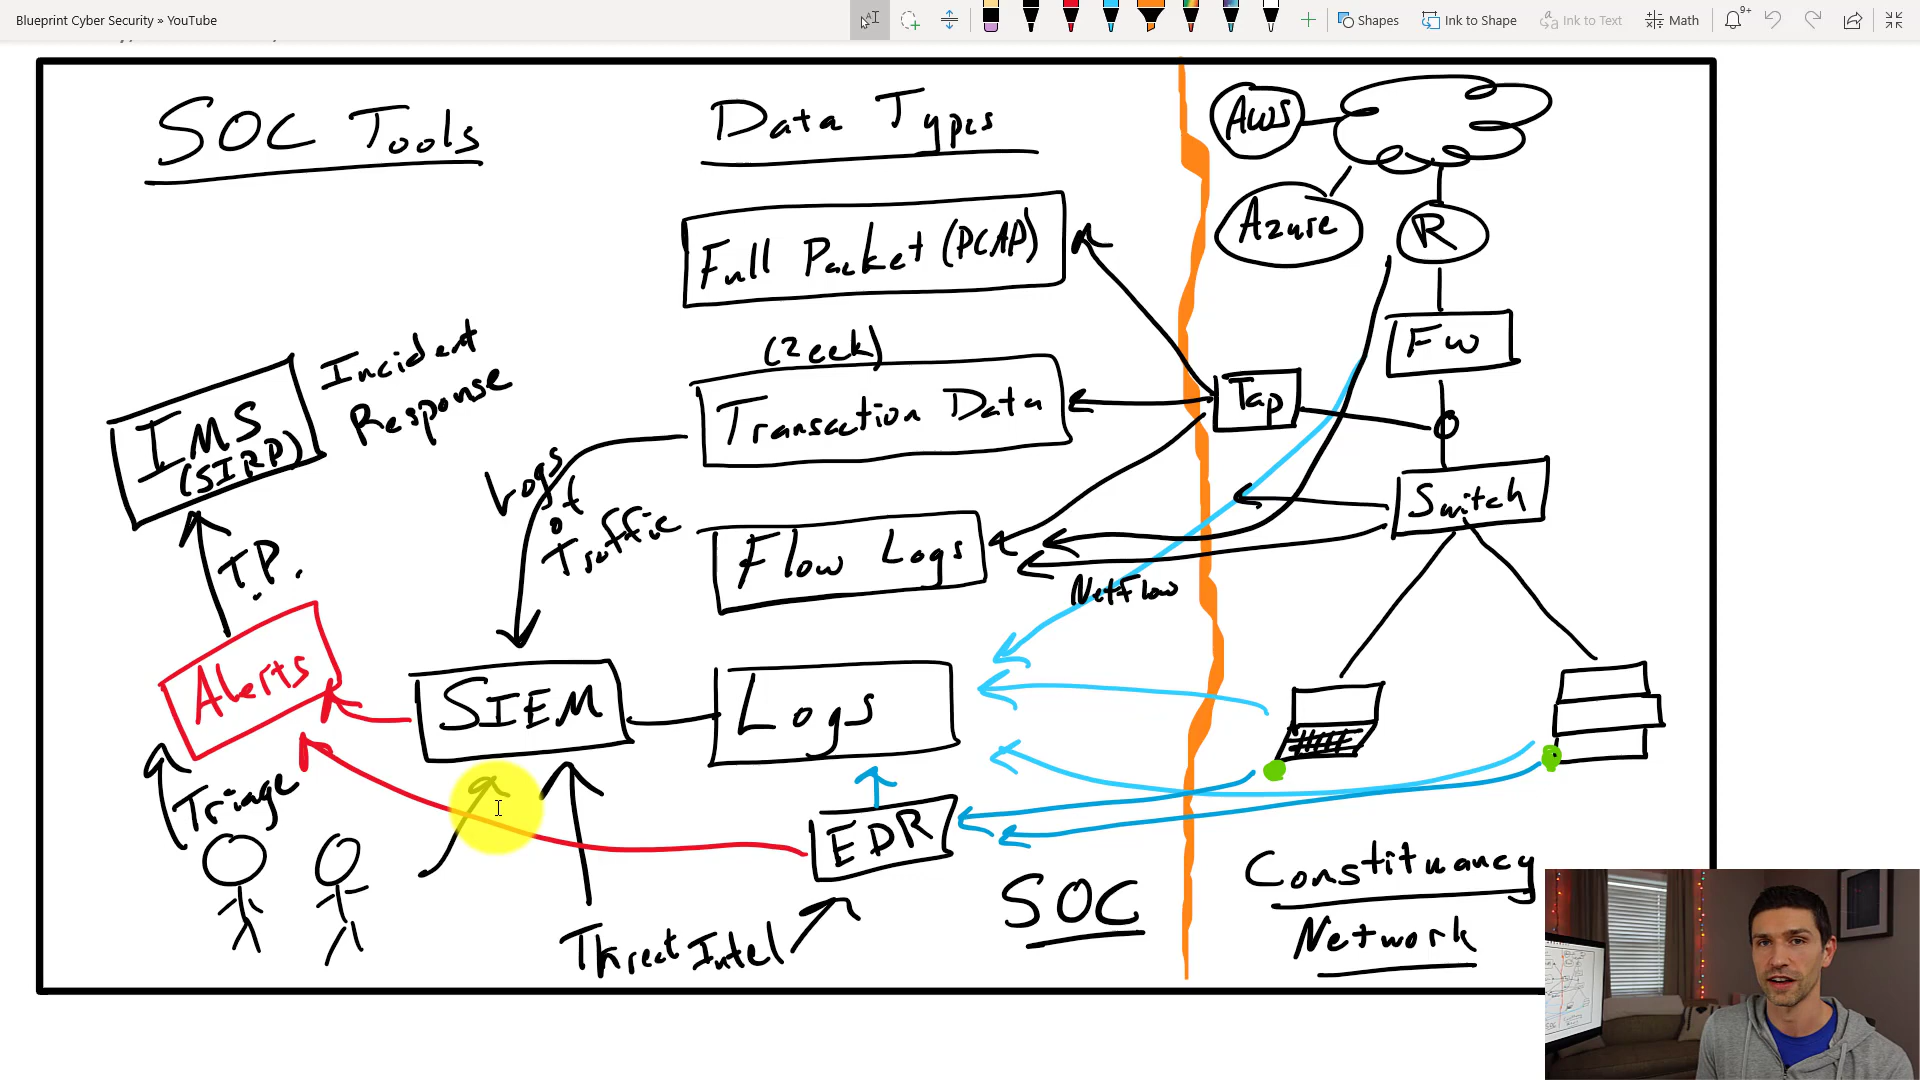 Blueprint Cyber Security » YouTube
Shapes
Ink to Shape
Ink to Text
Math
9+
SOC Tools
Data Types
AWS
Azure
R
Full Packet (PCAP)
FW
(Zeek)
Transaction Data
Tap
Incident
Response
IMS
(SIRP)
Switch
Logs
of
Traffic
Flow Logs
NetFlow
T.P.
Alerts
SIEM
Logs
Triage
EDR
Threat Intel
SOC
Constituancy
Network